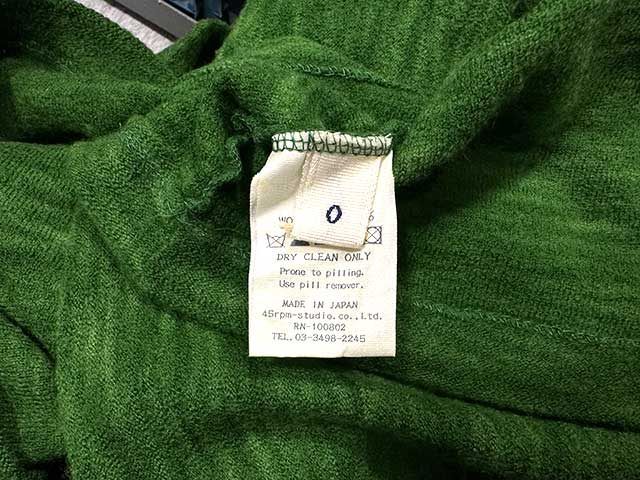 0
WO
DRY CLEAN ONLY
Prone to pilling.
Use pill remover.
MADE IN JAPAN
45rpm-studio.co.,Ltd.
RN-100802
TEL.03-3498-2245